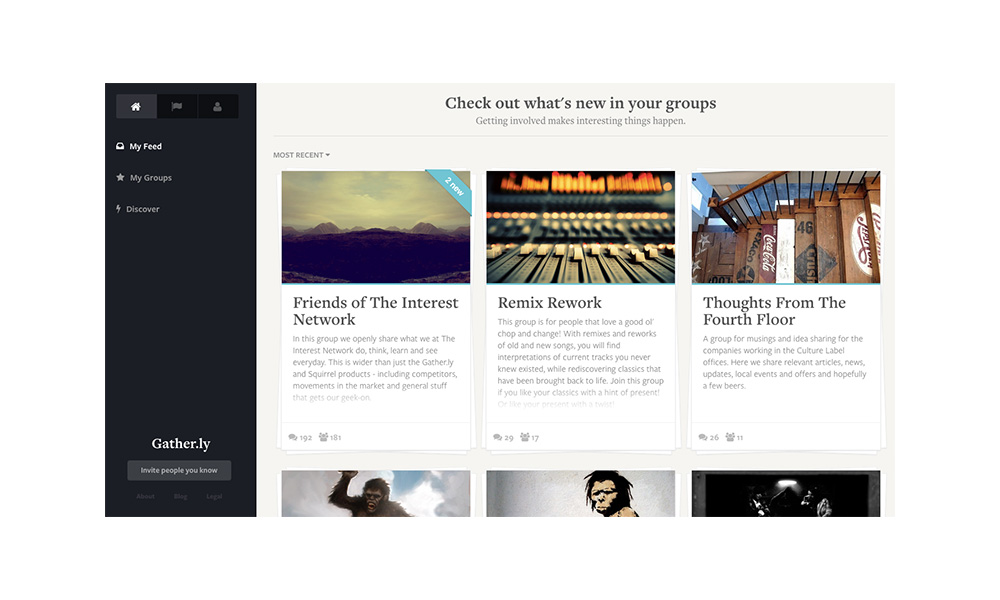 Check out what's new in your groups
Getting involved makes interesting things happen.
My Feed
My Groups
Discover
MOST RECENT
2 new
Friends of The Interest
Network
In this group we openly share what we at The
Interest Network do, think, learn and see
everyday. This is wider than just the Gather.ly
and Squirrel products - including competitors,
movements in the market and general stuff
that gets our geek-on.
192 181
Remix Rework
This group is for people that love a good ol'
chop and change! With remixes and reworks
of old and new songs, you will find
interpretations of current tracks you never
knew existed, while rediscovering classics that
have been brought back to life. Join this group
if you like your classics with a hint of present!
Or like your present with a twist!
29 17
46
Coca-Cola
CRUSH
Thoughts From The
Fourth Floor
A group for musings and idea sharing for the
companies working in the Culture Label
offices. Here we share relevant articles, news,
updates, local events and offers and hopefully
a few beers.
26 11
Gather.ly
Invite people you know
About Blog Legal